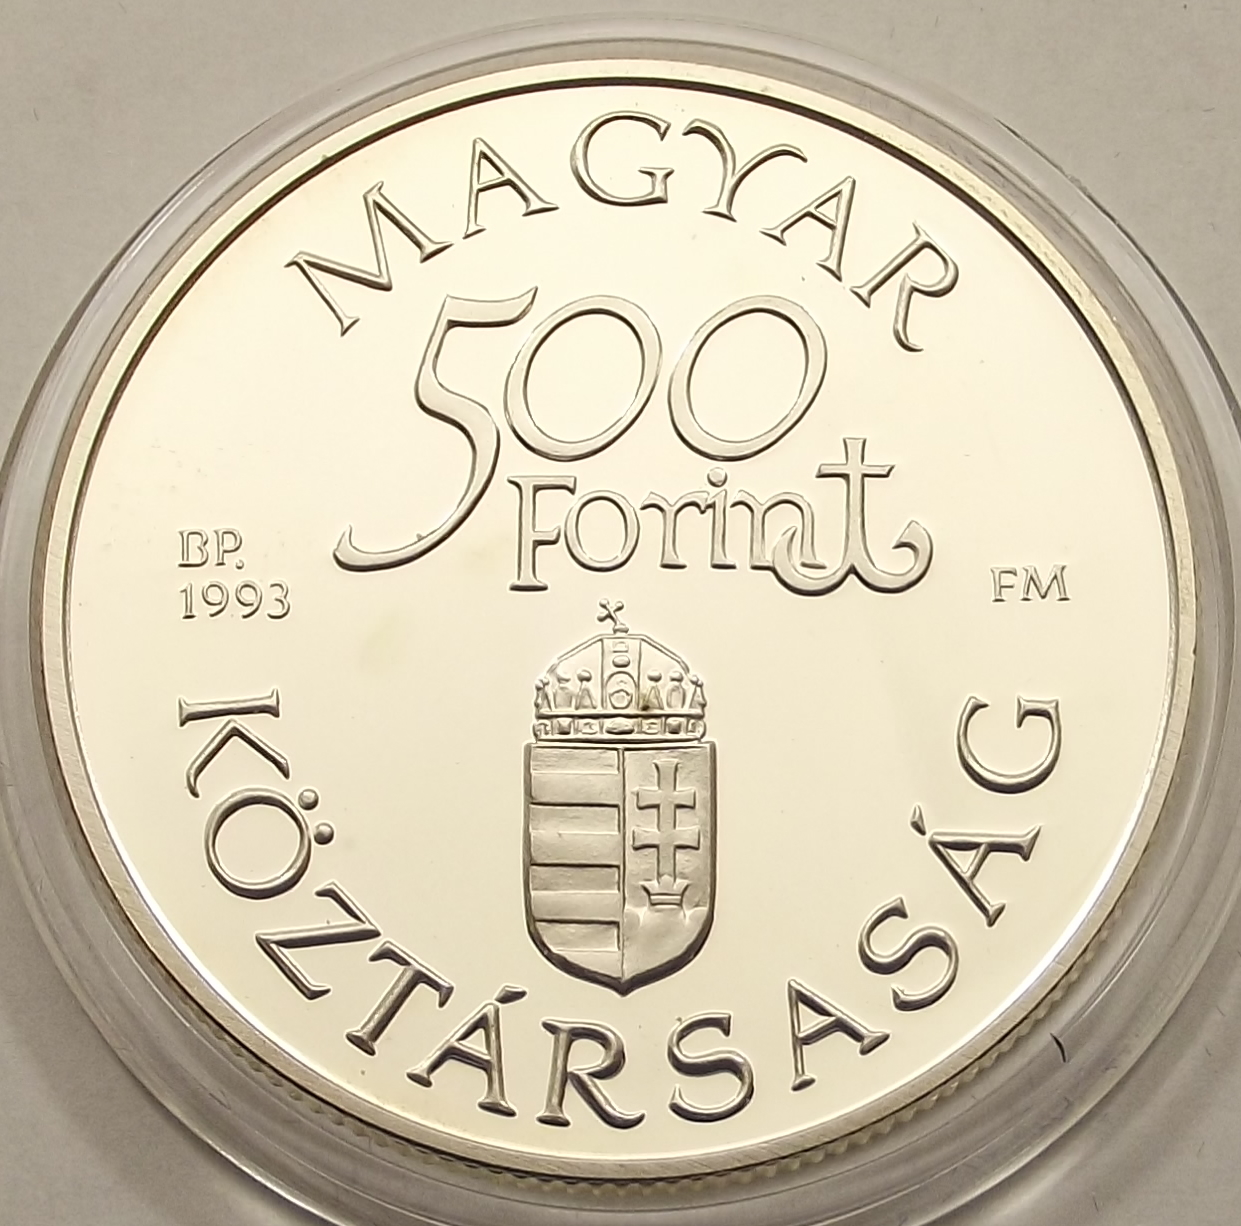 MAGYAR
500
Forint
BP.
1993
FM
KÖZTÁRSASÁG